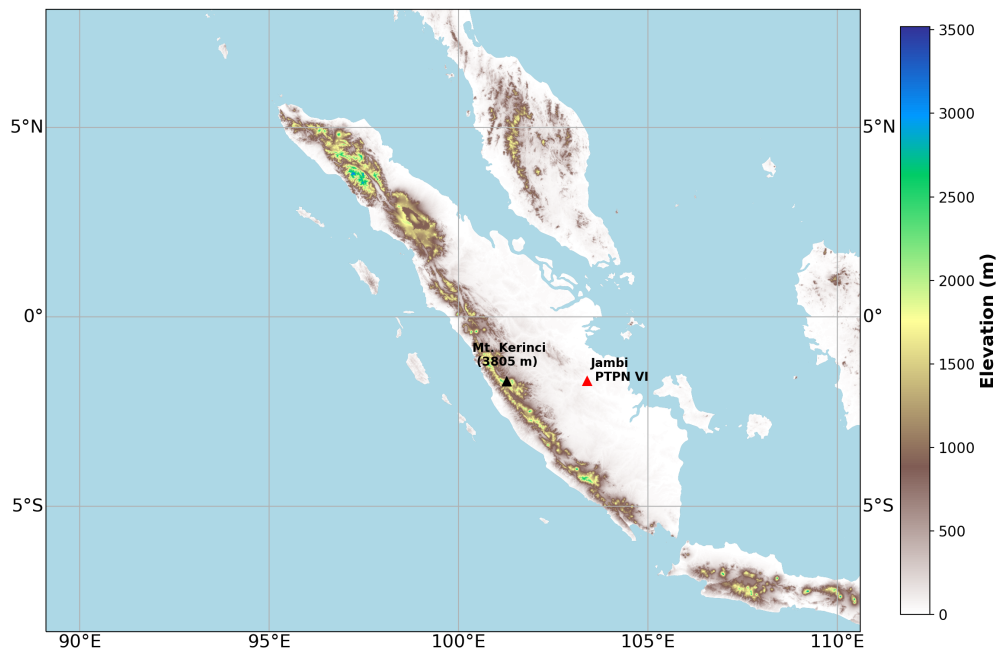 5°N
5°N
0°
0°
5°S
5°S
90°E
95°E
100°E
105°E
110°E
Mt. Kerinci
(3805 m)
Jambi
PTPN VI
3500
3000
2500
2000
1500
1000
500
0
Elevation (m)